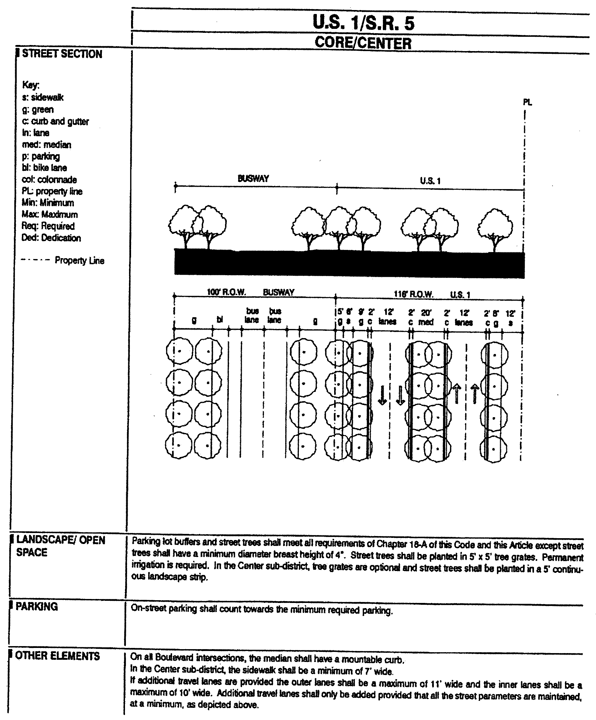 U.S. 1/S.R. 5
CORE/CENTER
STREET SECTION
Key:
s: sidewalk
g: green
c: curb and gutter
ln: lane
med: median
p: parking
bl: bike lane
col: colonnade
PL: property line
Min: Minimum
Max: Maximum
Req: Required
Ded: Dedication
Property Line
PL
BUSWAY
U.S. 1
100' R.O.W. BUSWAY
116' R.O.W. U.S. 1
bus bus 5' 6' 9' 2' 12' 2' 20' 2' 12' 2' 8' 12'
g bl lane lane g g s g c lanes c med c lanes c g s
LANDSCAPE/ OPEN
SPACE
Parking lot buffers and street trees shall meet all requirements of Chapter 18-A of this Code and this Article except street
trees shall have a minimum diameter breast height of 4". Street trees shall be planted in 5' x 5' tree grates. Permanent
irrigation is required. In the Center sub-district, tree grates are optional and street trees shall be planted in a 5' continu-
ous landscape strip.
PARKING
On-street parking shall count towards the minimum required parking.
OTHER ELEMENTS
On all Boulevard intersections, the median shall have a mountable curb.
In the Center sub-district, the sidewalk shall be a minimum of 7' wide.
If additional travel lanes are provided the outer lanes shall be a maximum of 11' wide and the inner lanes shall be a
maximum of 10' wide. Additional travel lanes shall only be added provided that all the street parameters are maintained,
at a minimum, as depicted above.